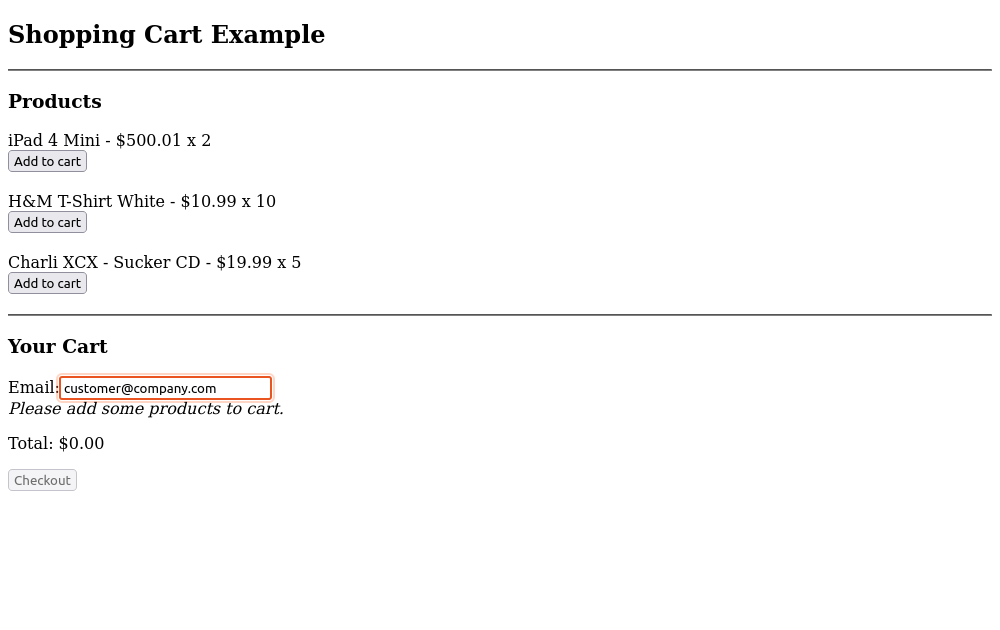 Shopping Cart Example
Products
iPad 4 Mini - $500.01 x 2
Add to cart
H&M T-Shirt White - $10.99 x 10
Add to cart
Charli XCX - Sucker CD - $19.99 x 5
Add to cart
Your Cart
Email: customer@company.com
Please add some products to cart.
Total: $0.00
Checkout